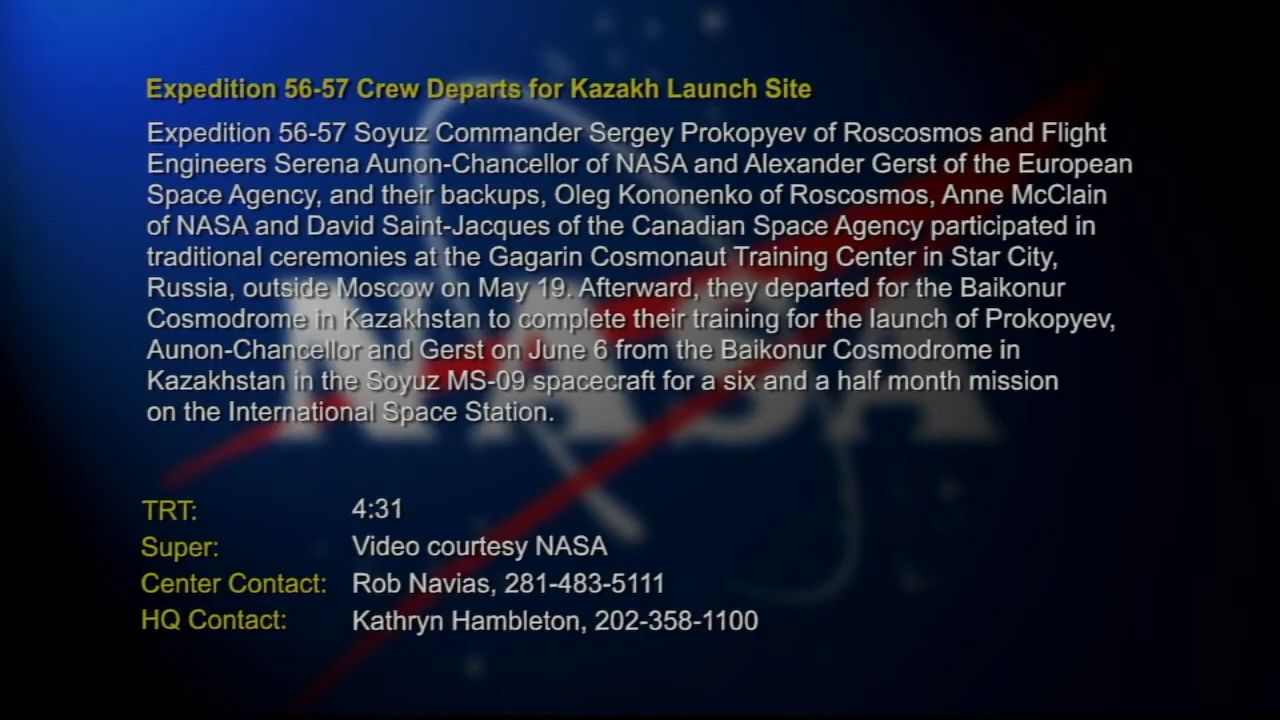 Expedition 56-57 Crew Departs for Kazakh Launch Site
Expedition 56-57 Soyuz Commander Sergey Prokopyev of Roscosmos and Flight
Engineers Serena Aunon-Chancellor of NASA and Alexander Gerst of the European
Space Agency, and their backups, Oleg Kononenko of Roscosmos, Anne McClain
of NASA and David Saint-Jacques of the Canadian Space Agency participated in
traditional ceremonies at the Gagarin Cosmonaut Training Center in Star City,
Russia, outside Moscow on May 19. Afterward, they departed for the Baikonur
Cosmodrome in Kazakhstan to complete their training for the launch of Prokopyev,
Aunon-Chancellor and Gerst on June 6 from the Baikonur Cosmodrome in
Kazakhstan in the Soyuz MS-09 spacecraft for a six and a half month mission
on the International Space Station.
NASA
TRT: 4:31
Super: Video courtesy NASA
Center Contact: Rob Navias, 281-483-5111
HQ Contact: Kathryn Hambleton, 202-358-1100